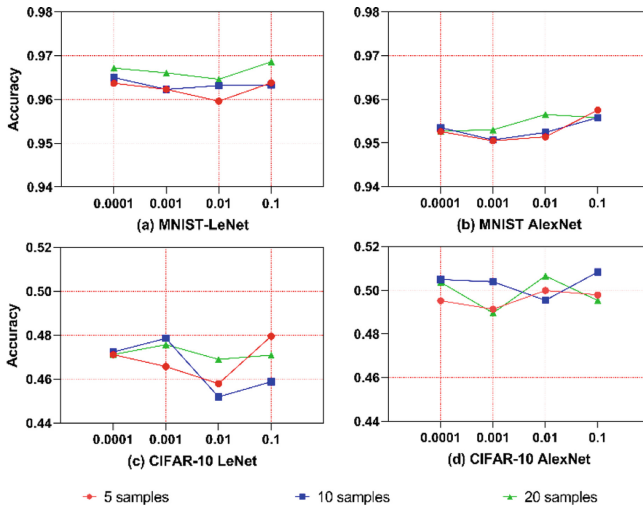 0.98
0.97
0.96
0.95
0.94
Accuracy
0.0001 0.001 0.01 0.1
(a) MNIST-LeNet
0.98
0.97
0.96
0.95
0.94
0.0001 0.001 0.01 0.1
(b) MNIST AlexNet
0.52
0.50
0.48
0.46
0.44
Accuracy
0.0001 0.001 0.01 0.1
(c) CIFAR-10 LeNet
0.52
0.50
0.48
0.46
0.44
0.0001 0.001 0.01 0.1
(d) CIFAR-10 AlexNet
5 samples 10 samples 20 samples